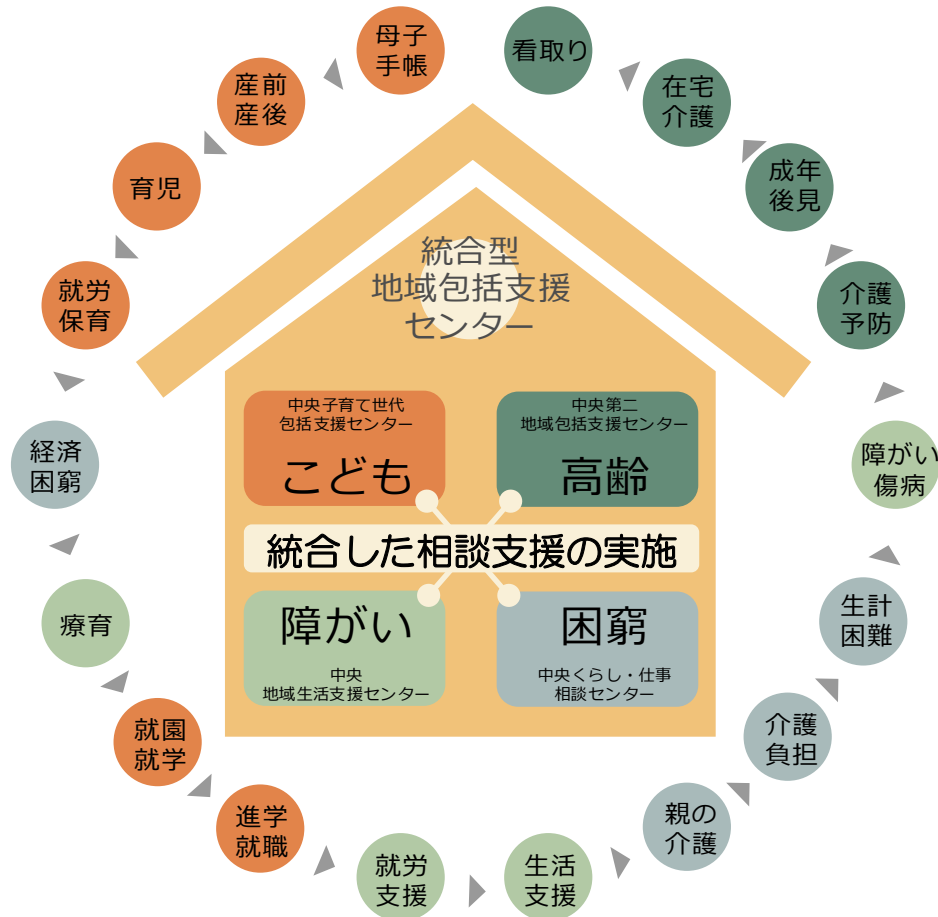 母子
手帳
産前
産後
育児
就労
保育
経済
困窮
療育
就園
就学
進学
就職
就労
支援
生活
支援
親の
介護
介護
負担
生計
困難
障がい
傷病
介護
予防
成年
後見
在宅
介護
看取り
統合型
地域包括支援
センター
中央子育て世代
包括支援センター
こども
中央第二
地域包括支援センター
高齢
統合した相談支援の実施
障がい
中央
地域生活支援センター
困窮
中央くらし・仕事
相談センター